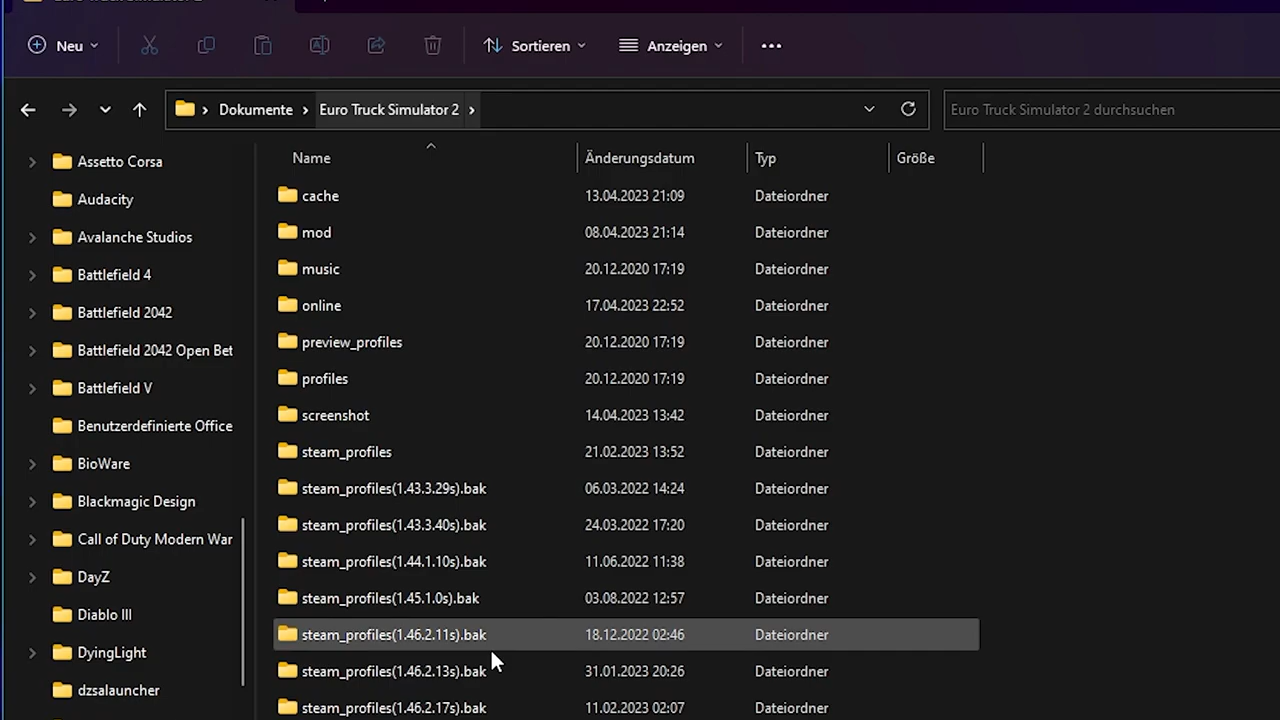 Euro Truck Simulator 2
Neu
Sortieren
Anzeigen
Dokumente
Euro Truck Simulator 2
Euro Truck Simulator 2 durchsuchen
Name Änderungsdatum Typ Größe
Assetto Corsa
Audacity
Avalanche Studios
Battlefield 4
Battlefield 2042
Battlefield 2042 Open Bet
Battlefield V
Benutzerdefinierte Office
BioWare
Blackmagic Design
Call of Duty Modern War
DayZ
Diablo III
DyingLight
dzsalauncher
cache 13.04.2023 21:09 Dateiordner
mod 08.04.2023 21:14 Dateiordner
music 20.12.2020 17:19 Dateiordner
online 17.04.2023 22:52 Dateiordner
preview_profiles 20.12.2020 17:19 Dateiordner
profiles 20.12.2020 17:19 Dateiordner
screenshot 14.04.2023 13:42 Dateiordner
steam_profiles 21.02.2023 13:52 Dateiordner
steam_profiles(1.43.3.29s).bak 06.03.2022 14:24 Dateiordner
steam_profiles(1.43.3.40s).bak 24.03.2022 17:20 Dateiordner
steam_profiles(1.44.1.10s).bak 11.06.2022 11:38 Dateiordner
steam_profiles(1.45.1.0s).bak 03.08.2022 12:57 Dateiordner
steam_profiles(1.46.2.11s).bak 18.12.2022 02:46 Dateiordner
steam_profiles(1.46.2.13s).bak 31.01.2023 20:26 Dateiordner
steam_profiles(1.46.2.17s).bak 11.02.2023 02:07 Dateiordner